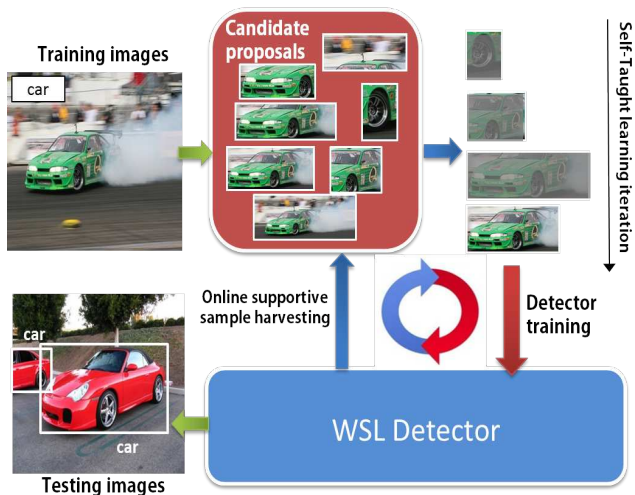 Candidate
proposals
Training images
car
Self-Taught learning iteration
Online supportive
sample harvesting
Detector
training
car
car
WSL Detector
Testing images